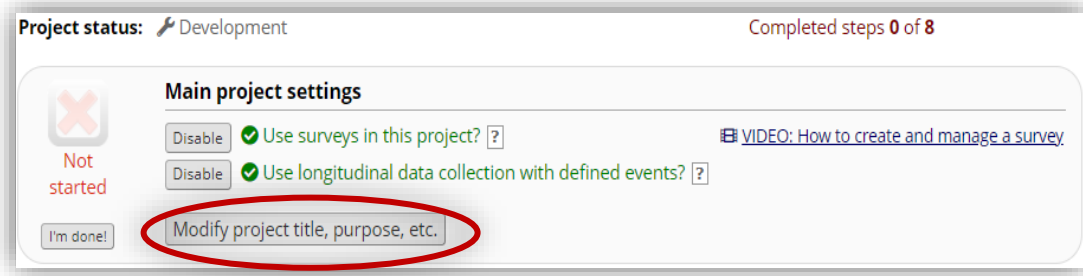 Project status: Development
Completed steps 0 of 8
Main project settings
Disable Use surveys in this project? ?
VIDEO: How to create and manage a survey
Disable Use longitudinal data collection with defined events? ?
Not
started
I'm done!
Modify project title, purpose, etc.